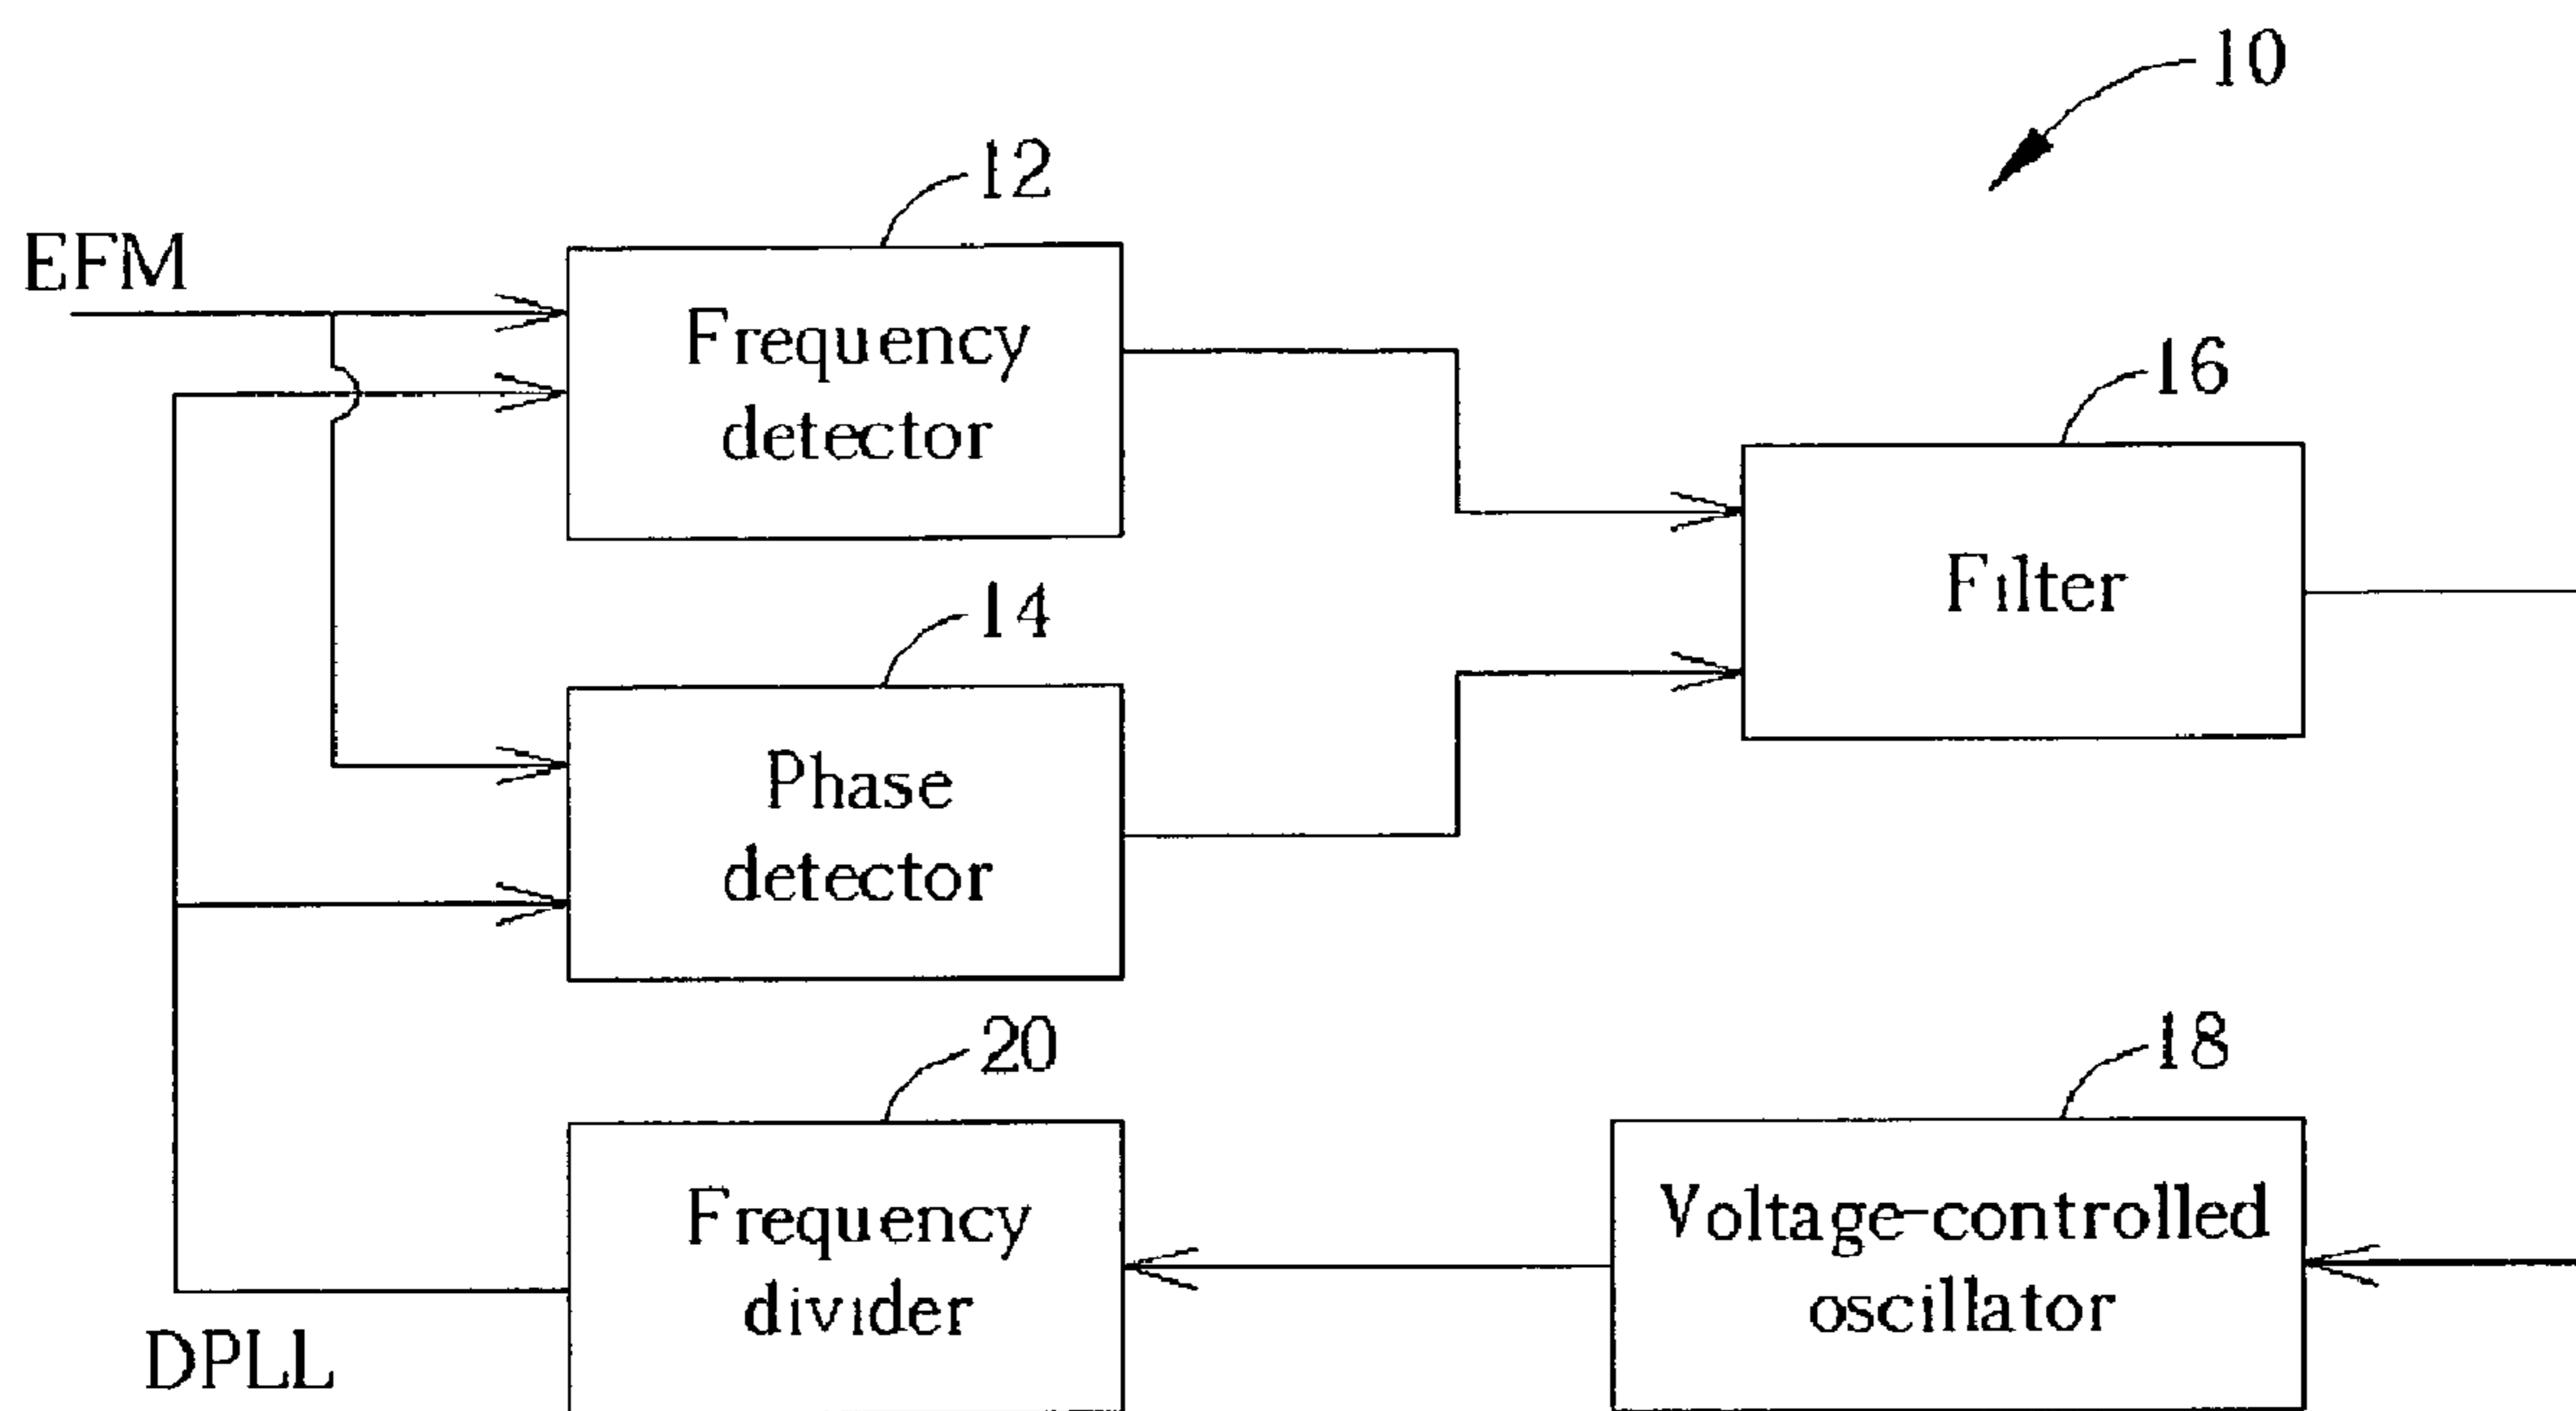 10
12
EFM
Frequency
detector
16
Filter
14
Phase
detector
20
18
Frequency
divider
Voltage-controlled
oscillator
DPLL